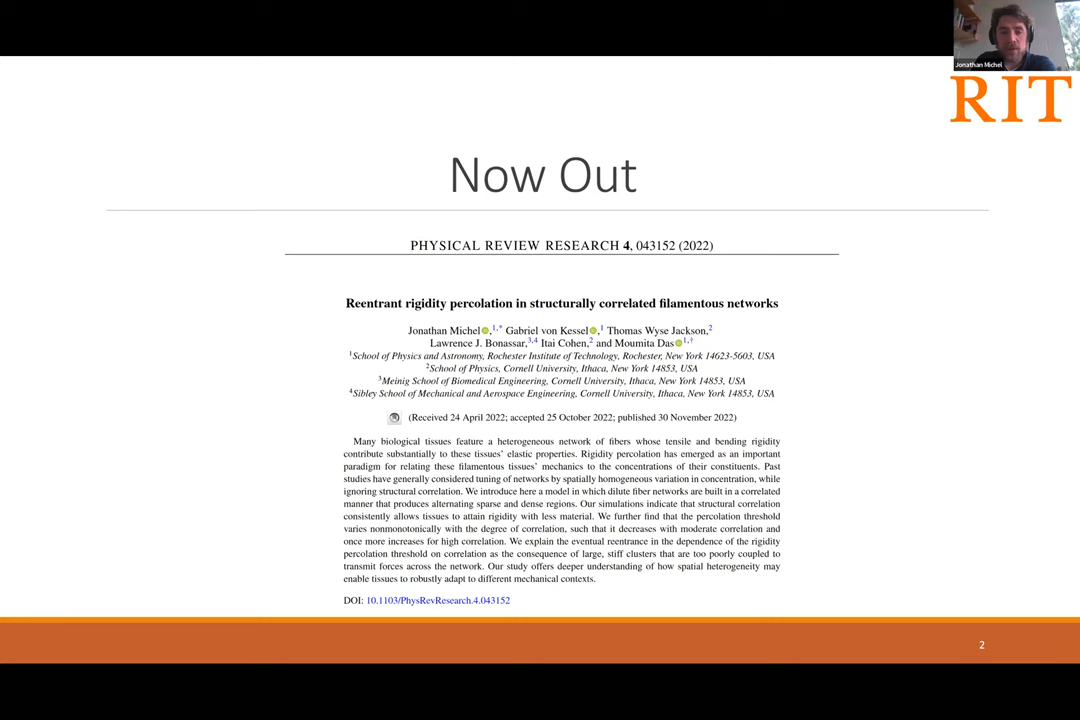 Jonathan Michel
RIT
Now Out
PHYSICAL REVIEW RESEARCH 4, 043152 (2022)
Reentrant rigidity percolation in structurally correlated filamentous networks
Jonathan Michel,1,* Gabriel von Kessel,1 Thomas Wyse Jackson,2
Lawrence J. Bonassar,3,4 Itai Cohen,2 and Moumita Das1,†
1School of Physics and Astronomy, Rochester Institute of Technology, Rochester, New York 14623-5603, USA
2School of Physics, Cornell University, Ithaca, New York 14853, USA
3Meinig School of Biomedical Engineering, Cornell University, Ithaca, New York 14853, USA
4Sibley School of Mechanical and Aerospace Engineering, Cornell University, Ithaca, New York 14853, USA
(Received 24 April 2022; accepted 25 October 2022; published 30 November 2022)
Many biological tissues feature a heterogeneous network of fibers whose tensile and bending rigidity
contribute substantially to these tissues' elastic properties. Rigidity percolation has emerged as an important
paradigm for relating these filamentous tissues' mechanics to the concentrations of their constituents. Past
studies have generally considered tuning of networks by spatially homogeneous variation in concentration, while
ignoring structural correlation. We introduce here a model in which dilute fiber networks are built in a correlated
manner that produces alternating sparse and dense regions. Our simulations indicate that structural correlation
consistently allows tissues to attain rigidity with less material. We further find that the percolation threshold
varies nonmonotonically with the degree of correlation, such that it decreases with moderate correlation and
once more increases for high correlation. We explain the eventual reentrance in the dependence of the rigidity
percolation threshold on correlation as the consequence of large, stiff clusters that are too poorly coupled to
transmit forces across the network. Our study offers deeper understanding of how spatial heterogeneity may
enable tissues to robustly adapt to different mechanical contexts.
DOI: 10.1103/PhysRevResearch.4.043152
2